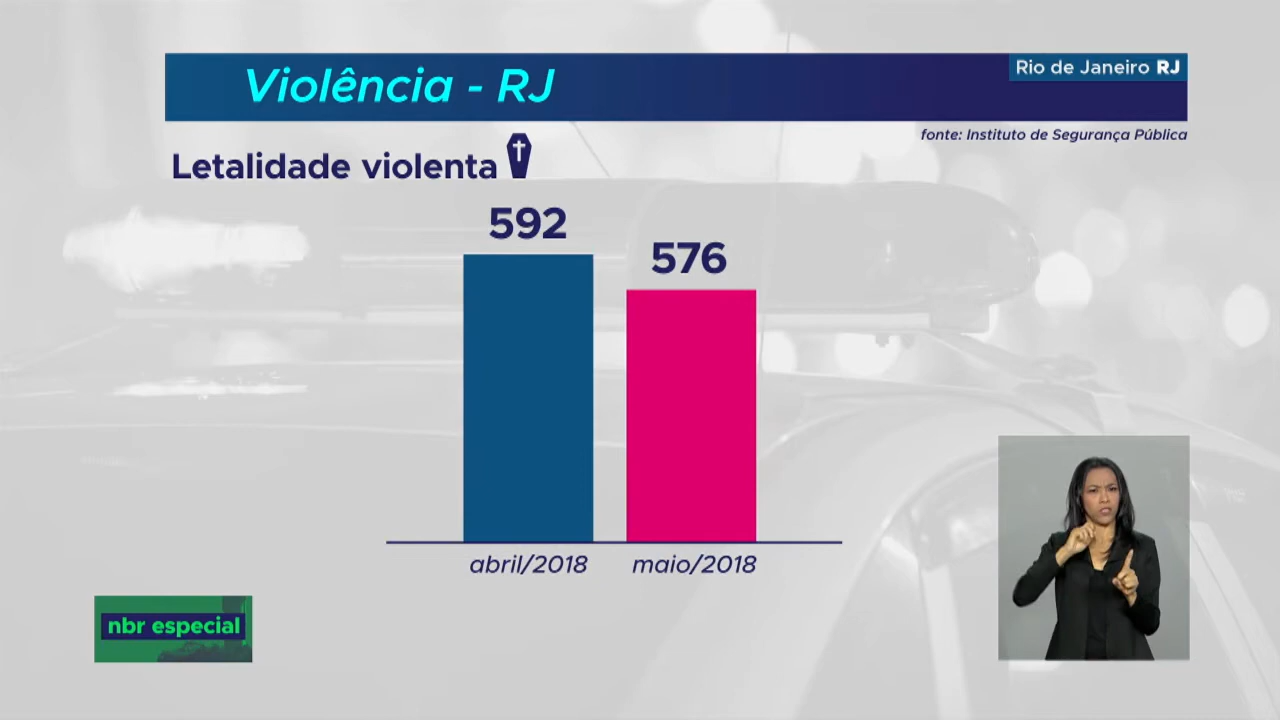 Violência - RJ
Rio de Janeiro RJ
fonte: Instituto de Segurança Pública
Letalidade violenta
592
576
abril/2018
maio/2018
nbr especial